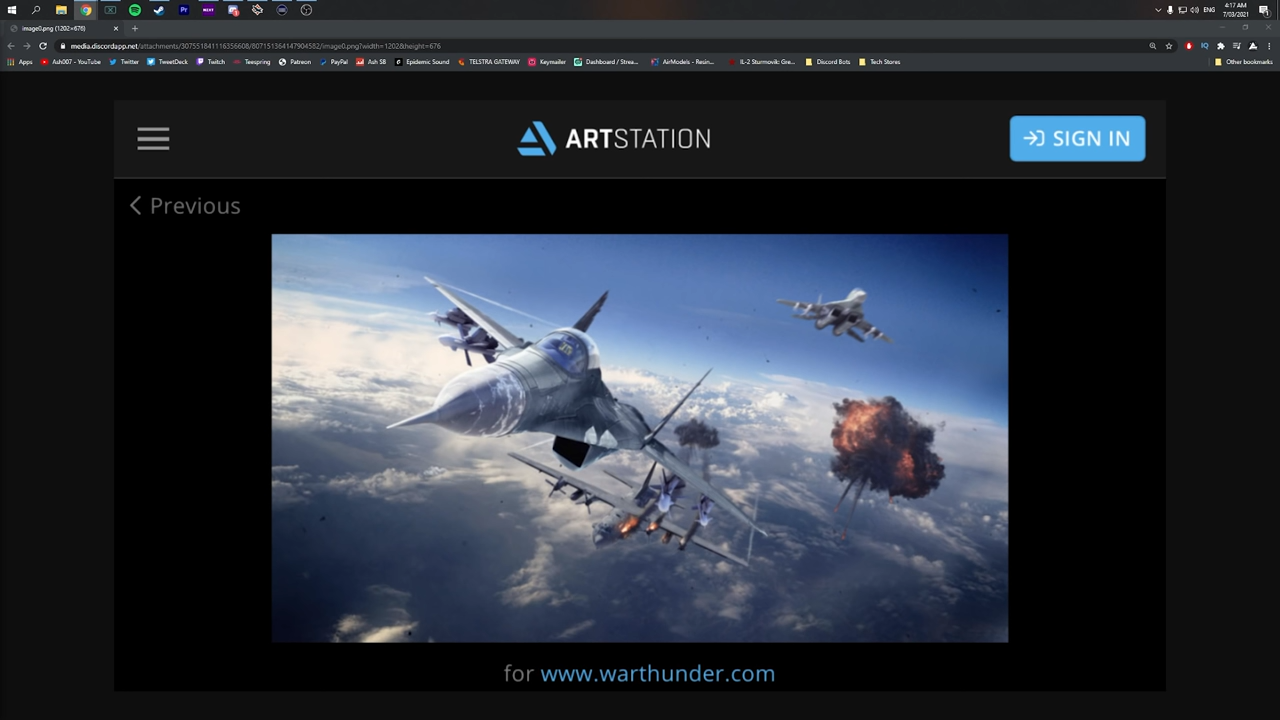 4:17 AM
ENG
7/03/2021
image0.png (1202×676)
media.discordapp.net/attachments/307551841116356608/807151364147904582/image0.png?width=1202&height=676
Apps Ash007 - YouTube Twitter TweetDeck Twitch Teespring Patreon PayPal Ash SB Epidemic Sound TELSTRA GATEWAY Keymailer Dashboard / Strea... AirModels - Resin... IL-2 Sturmovik: Gre... Discord Bots Tech Stores Other bookmarks
ARTSTATION
SIGN IN
Previous
for www.warthunder.com